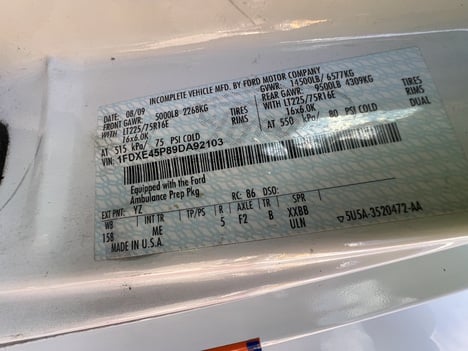 INCOMPLETE VEHICLE MFD. BY FORD MOTOR COMPANY
DATE: 08/09 GVWR: 14500LB/ 6577KG
FRONT GAWR: 5000LB 2268KG REAR GAWR: 9500LB 4309KG
WITH LT225/75R16E TIRES WITH LT225/75R16E TIRES
16x6.0K RIMS 16x6.0K RIMS
AT 515 kPa/ 75 PSI COLD AT 550 kPa/ 80 PSI COLD DUAL
VIN: 1FDXE45P89DA92103
Equipped with the Ford
Ambulance Prep Pkg
EXT PNT: YZ RC: 86 DSO:
WB INT TR TP/PS R AXLE TR SPR
158 ME 5 F2 B XXBB
MADE IN U.S.A. ULN 5U5A-3520472-AA